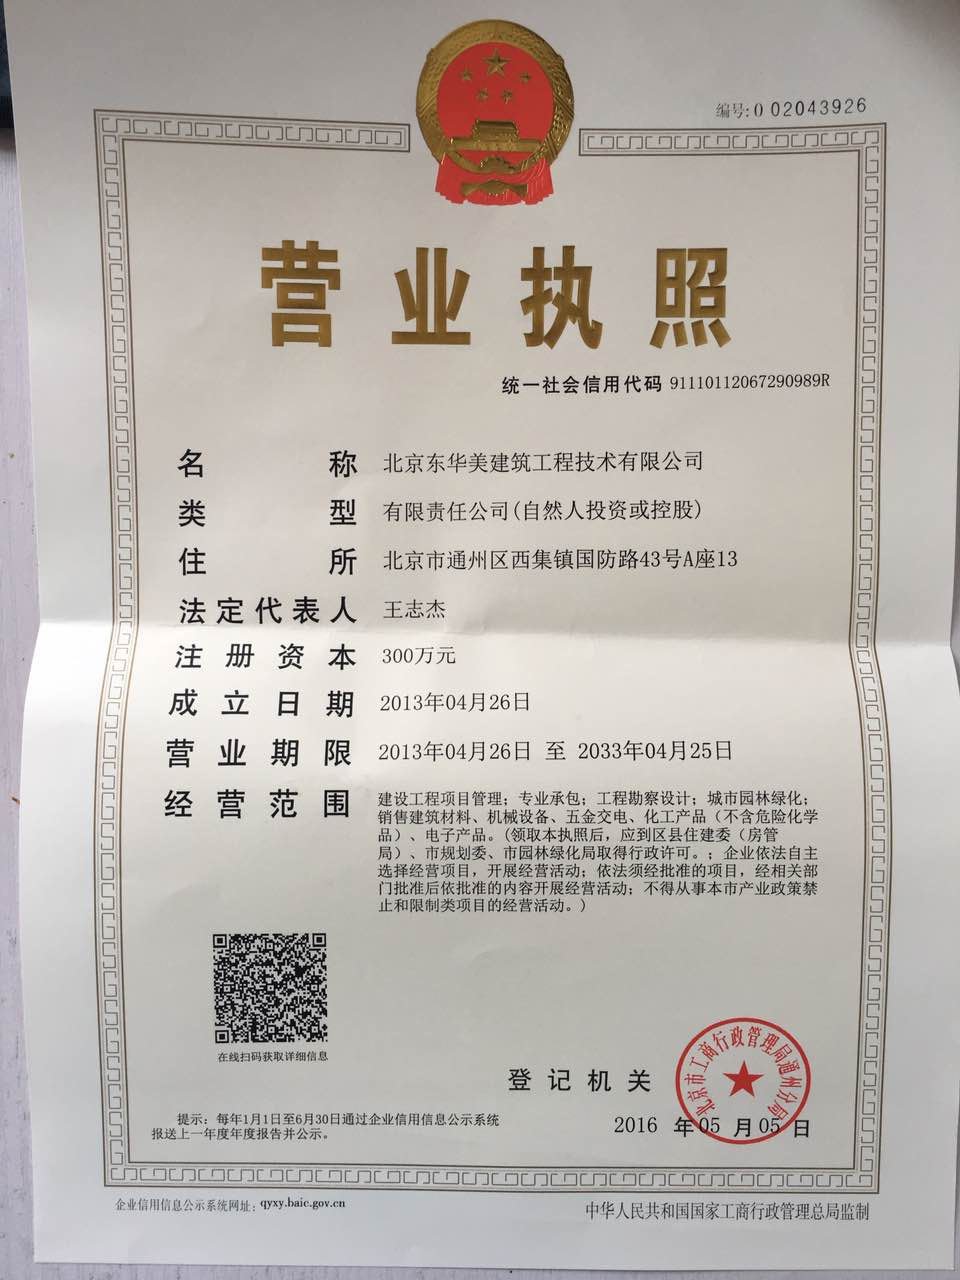 编号:0 02043926
营业执照
统一社会信用代码 91110112067290989R
名称 北京东华美建筑工程技术有限公司
类型 有限责任公司(自然人投资或控股)
住所 北京市通州区西集镇国防路43号A座13
法定代表人 王志杰
注册资本 300万元
成立日期 2013年04月26日
营业期限 2013年04月26日 至 2033年04月25日
经营范围 建设工程项目管理；专业承包；工程勘察设计；城市园林绿化；
销售建筑材料、机械设备、五金交电、化工产品（不含危险化学
品）、电子产品。(领取本执照后，应到区县住建委（房管
局）、市规划委、市园林绿化局取得行政许可。；企业依法自主
选择经营项目，开展经营活动；依法须经批准的项目，经相关部
门批准后依批准的内容开展经营活动；不得从事本市产业政策禁
止和限制类项目的经营活动。)
在线扫码获取详细信息
登记机关
北京市工商行政管理局通州分局
2016 年 05 月 05 日
提示：每年1月1日至6月30日通过企业信用信息公示系统
报送上一年度年度报告并公示。
企业信用信息公示系统网址：qyxy.baic.gov.cn
中华人民共和国国家工商行政管理总局监制